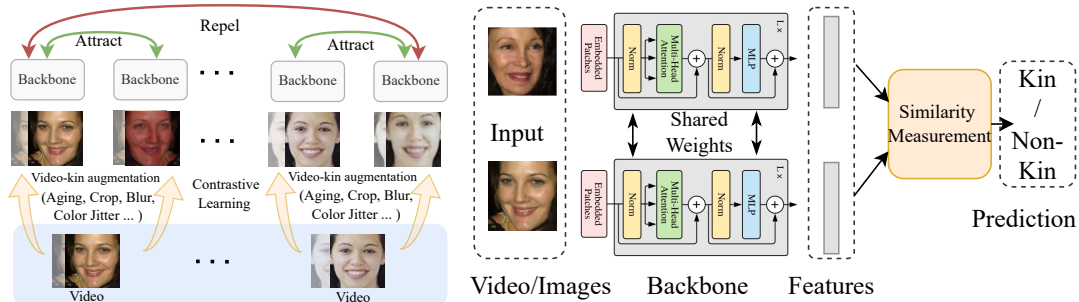 Repel
Attract
Attract
Backbone
Backbone
Backbone
Backbone
Video-kin augmentation
(Aging, Crop, Blur,
Color Jitter ... )
Contrastive
Learning
Video-kin augmentation
(Aging, Crop, Blur,
Color Jitter ... )
Video
Video
Input
Video/Images
Embedded
Patches
Norm
Multi-Head
Attention
Norm
MLP
L ×
Shared
Weights
Embedded
Patches
Norm
Multi-Head
Attention
Norm
MLP
L ×
Backbone
Features
Similarity
Measurement
Kin
/
Non-
Kin
Prediction